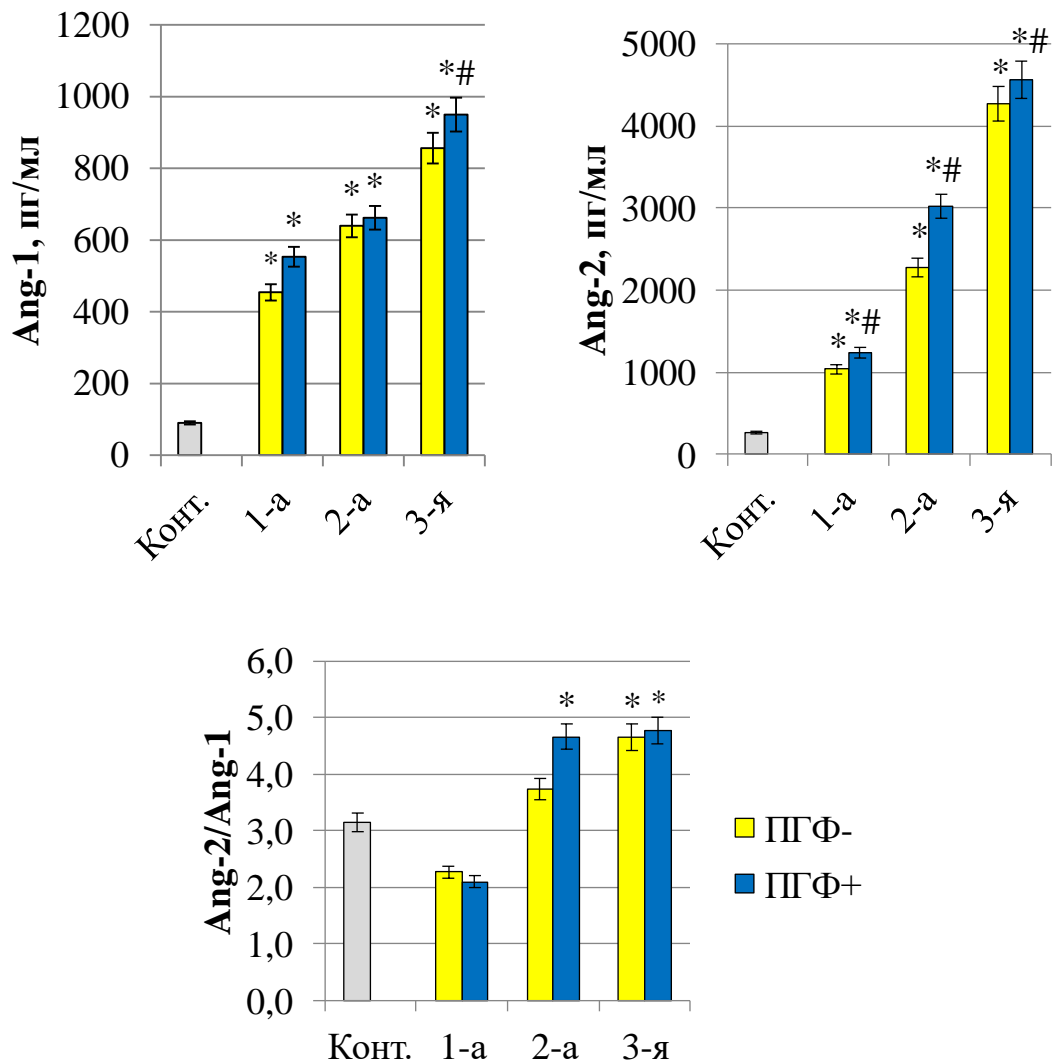 Ang-1, пг/мл
1200
1000
800
600
400
200
0
* * * * * *#
Конт. 1-а 2-а 3-я
Ang-2, пг/мл
5000
4000
3000
2000
1000
0
* *# * *# * *#
Конт. 1-а 2-а 3-я
Ang-2/Ang-1
6,0
5,0
4,0
3,0
2,0
1,0
0,0
* * *
Конт. 1-а 2-а 3-я
ПГФ-
ПГФ+